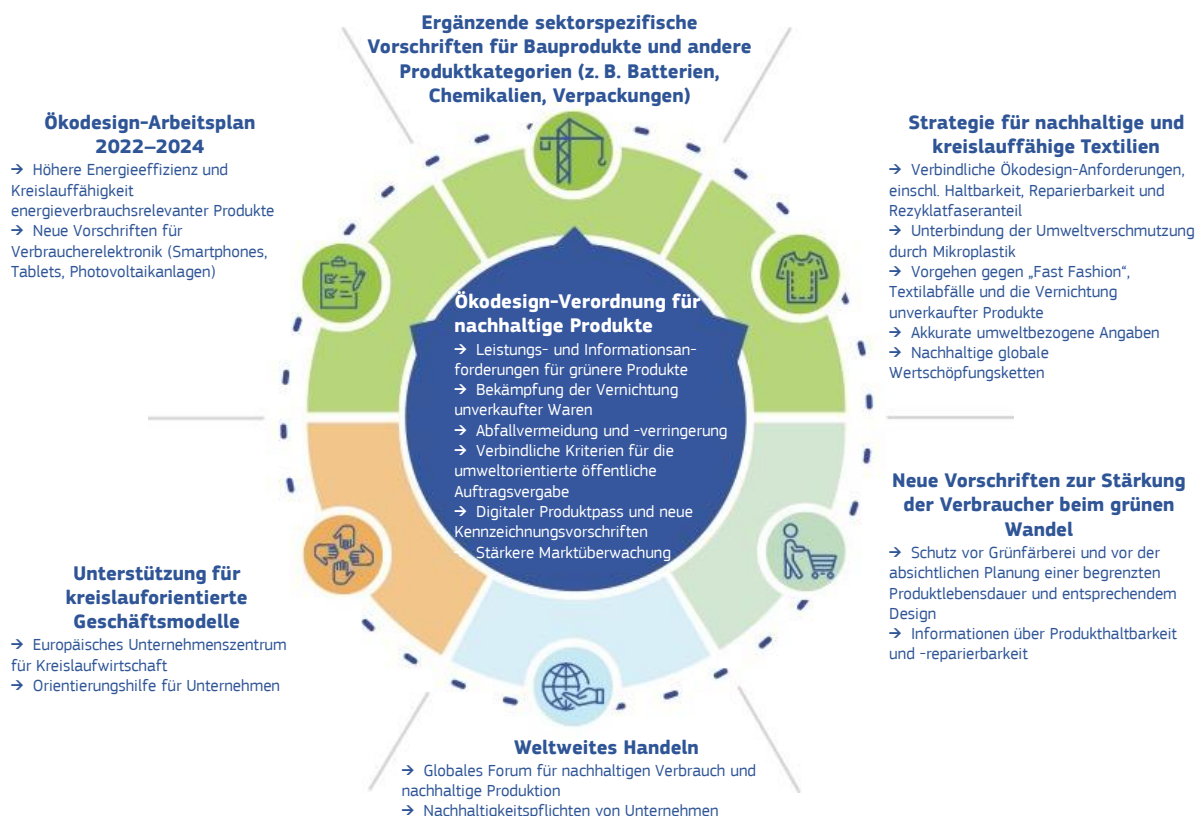 Ergänzende sektorspezifische
Vorschriften für Bauprodukte und andere
Produktkategorien (z. B. Batterien,
Chemikalien, Verpackungen)
Ökodesign-Arbeitsplan
2022–2024
→ Höhere Energieeffizienz und
Kreislauffähigkeit
energieverbrauchsrelevanter Produkte
→ Neue Vorschriften für
Verbraucherelektronik (Smartphones,
Tablets, Photovoltaikanlagen)
Strategie für nachhaltige und
kreislauffähige Textilien
→ Verbindliche Ökodesign-Anforderungen,
einschl. Haltbarkeit, Reparierbarkeit und
Rezyklatfaseranteil
→ Unterbindung der Umweltverschmutzung
durch Mikroplastik
→ Vorgehen gegen „Fast Fashion“,
Textilabfälle und die Vernichtung
unverkaufter Produkte
→ Akkurate umweltbezogene Angaben
→ Nachhaltige globale
Wertschöpfungsketten
Ökodesign-Verordnung für
nachhaltige Produkte
→ Leistungs- und Informationsan-
forderungen für grünere Produkte
→ Bekämpfung der Vernichtung
unverkaufter Waren
→ Abfallvermeidung und -verringerung
→ Verbindliche Kriterien für die
umweltorientierte öffentliche
Auftragsvergabe
→ Digitaler Produktpass und neue
Kennzeichnungsvorschriften
→ Stärkere Marktüberwachung
Neue Vorschriften zur Stärkung
der Verbraucher beim grünen
Wandel
→ Schutz vor Grünfärberei und vor der
absichtlichen Planung einer begrenzten
Produktlebensdauer und entsprechendem
Design
→ Informationen über Produkthaltbarkeit
und -reparierbarkeit
Unterstützung für
kreislauforientierte
Geschäftsmodelle
→ Europäisches Unternehmenszentrum
für Kreislaufwirtschaft
→ Orientierungshilfe für Unternehmen
Weltweites Handeln
→ Globales Forum für nachhaltigen Verbrauch und
nachhaltige Produktion
→ Nachhaltigkeitspflichten von Unternehmen